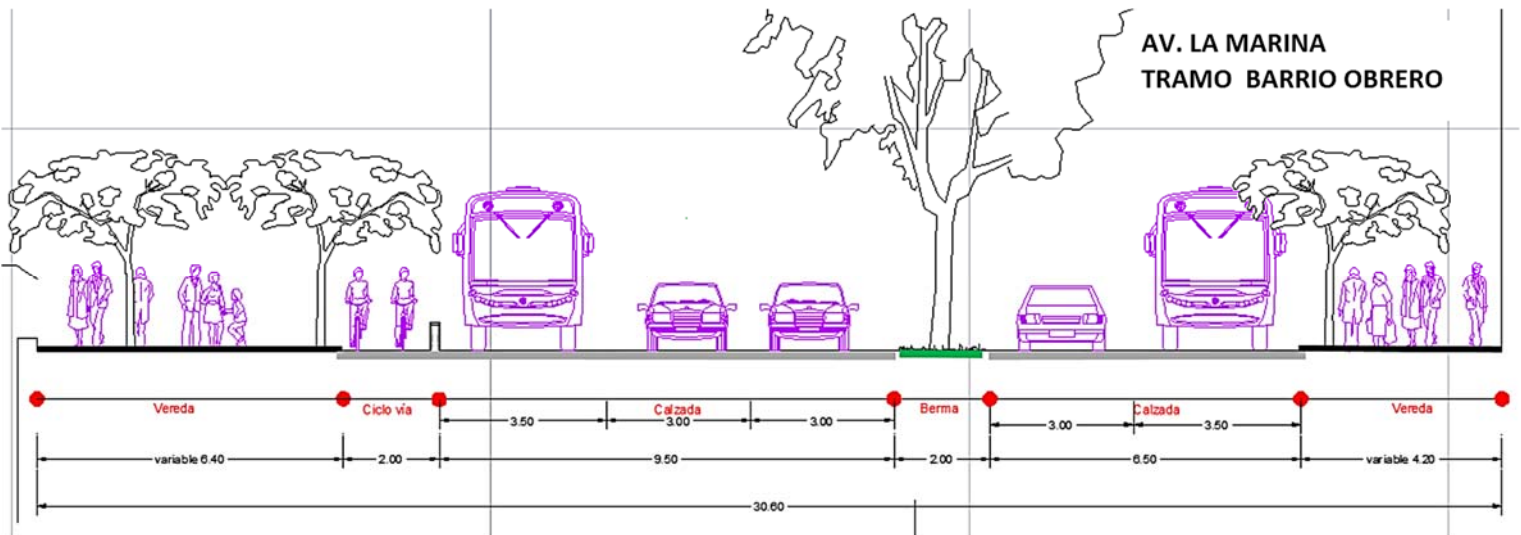 AV. LA MARINA
TRAMO BARRIO OBRERO
Vereda Ciclo vía Calzada Berma Calzada Vereda
3.50 3.00 3.00 3.00 3.50
variable 6.40 2.00 9.50 2.00 6.50 variable 4.20
30.60